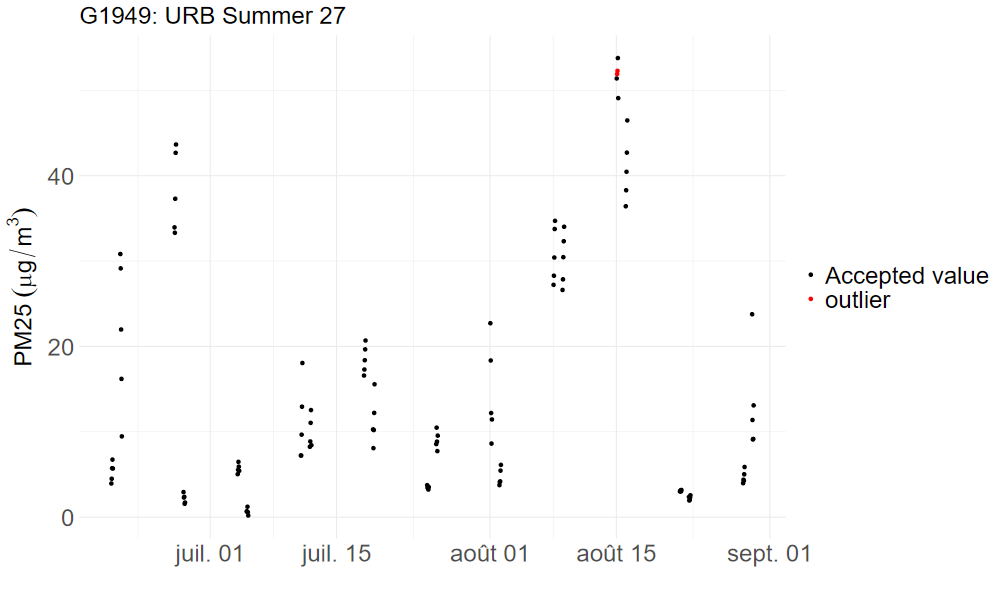 G1949: URB Summer 27
PM25 (μg/m³)
40
20
0
juil. 01
juil. 15
août 01
août 15
sept. 01
Accepted value
outlier